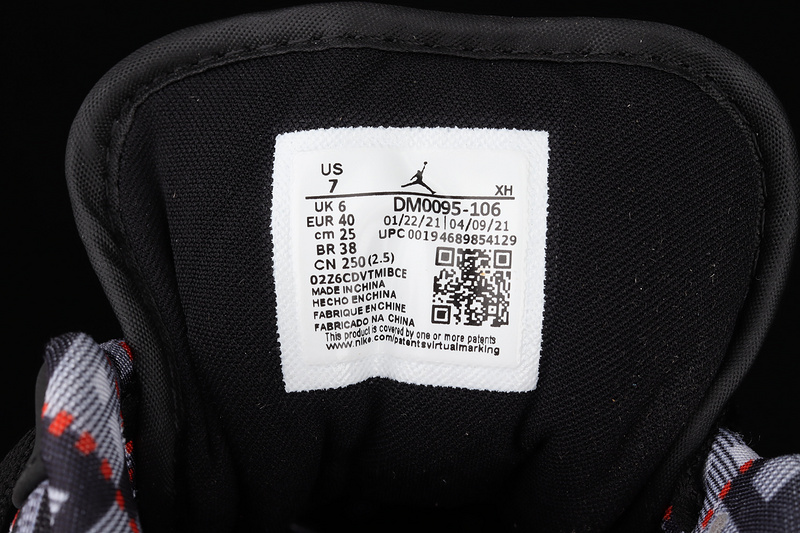 US
7
XH
UK 6
DM0095-106
EUR 40
01/22/21 | 04/09/21
cm 25
UPC 00194689854129
BR 38
CN 250 (2.5)
02Z6CDVTMIBCE
MADE IN CHINA
HECHO EN CHINA
FABRIQUE EN CHINE
FABRICADO NA CHINA
This product is covered by one or more patents
www.nike.com/patentsvirtualmarking